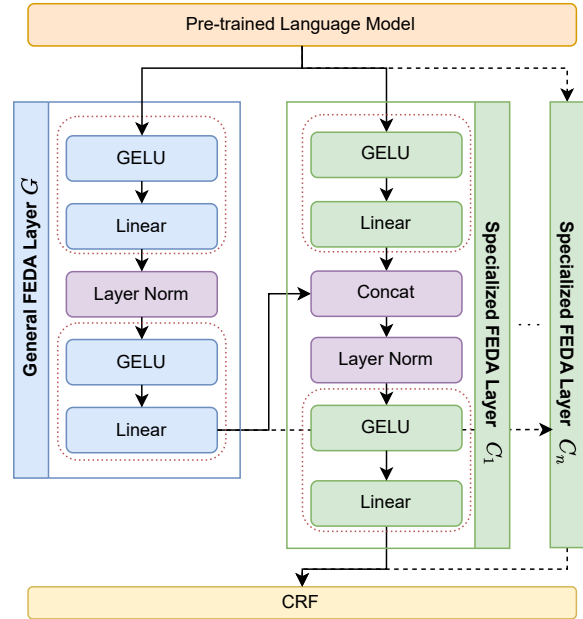 Pre-trained Language Model
General FEDA Layer G
GELU
Linear
Layer Norm
GELU
Linear
GELU
Linear
Concat
Layer Norm
GELU
Linear
Specialized FEDA Layer C₁
...
Specialized FEDA Layer Cₙ
CRF